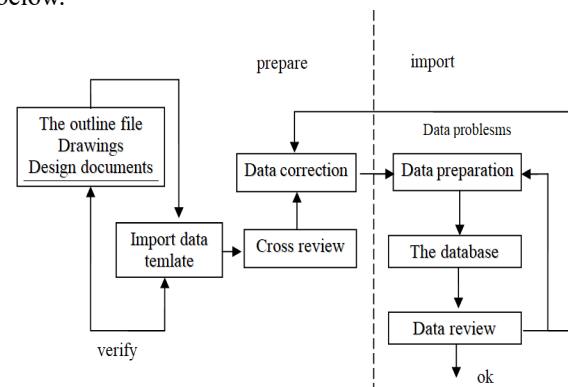 below.
prepare
import
The outline file
Drawings
Design documents
Data problesms
Data correction
Data preparation
Import data
temlate
Cross review
The database
Data review
verify
ok